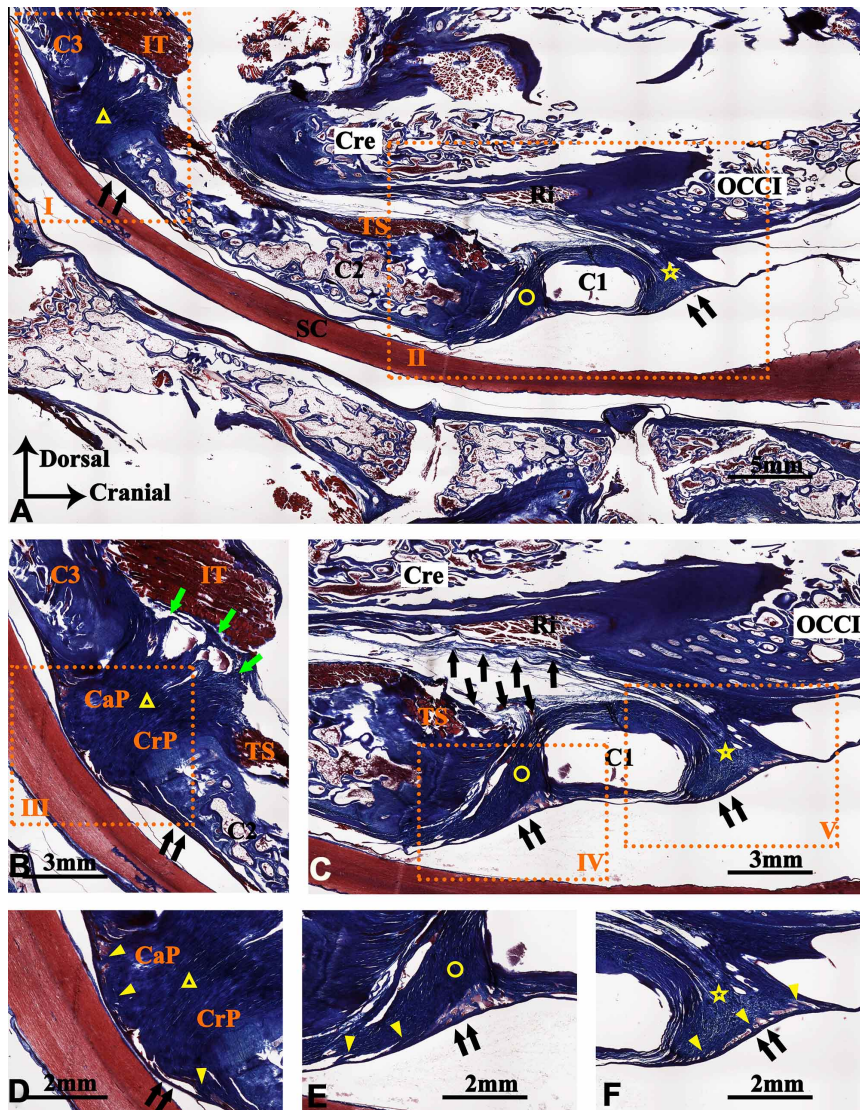 C3
IT
Cre
OCCI
Ri
I
TS
C2
C1
SC
II
Dorsal
Cranial
5mm
A
C3
IT
Cre
Ri
OCCI
CaP
CrP
TS
TS
C1
III
C2
V
IV
B
3mm
C
3mm
CaP
CrP
D
2mm
E
2mm
F
2mm